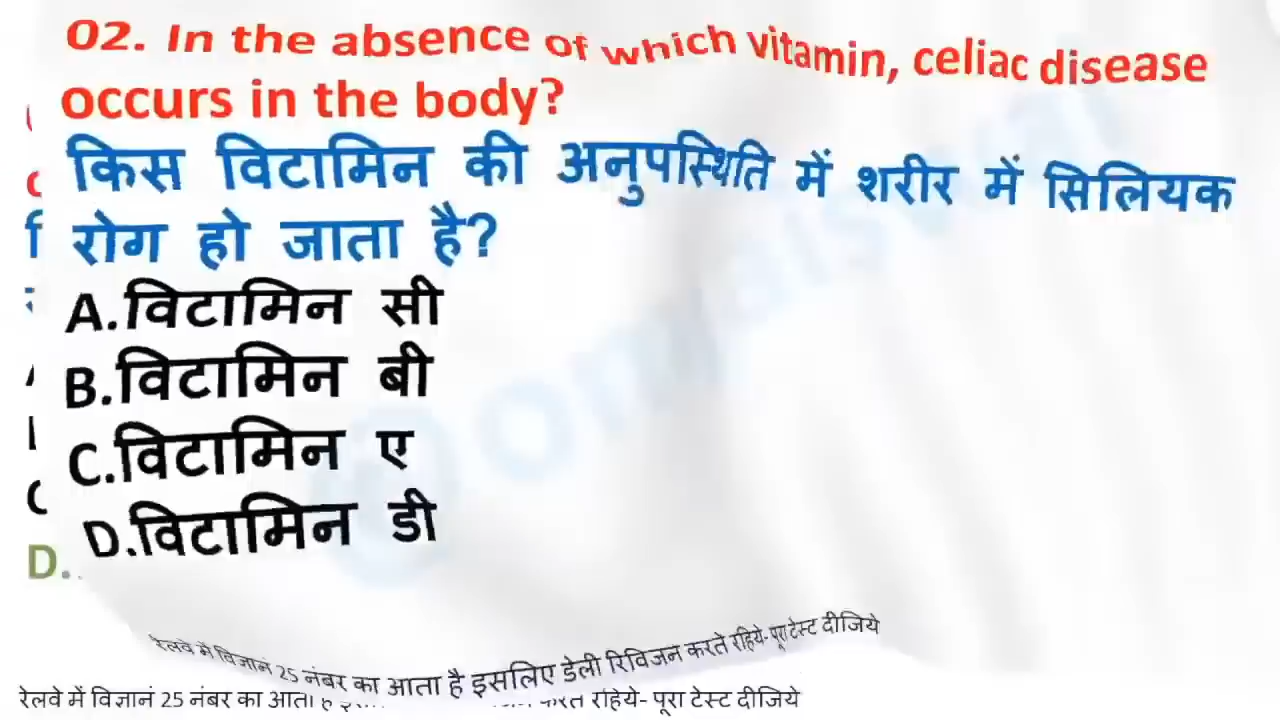 02. In the absence of which vitamin, celiac disease
occurs in the body?
किस विटामिन की अनुपस्थिति में शरीर में सिलियक
रोग हो जाता है?
A.विटामिन सी
B.विटामिन बी
C.विटामिन ए
D.विटामिन डी
D.
रेलवे में विज्ञानं 25 नंबर का आता है इसलिए डेली रिविजन करते रहिये- पूरा टेस्ट दीजिये
रेलवे में विज्ञानं 25 नंबर का आता रहिये- पूरा टेस्ट दीजिये